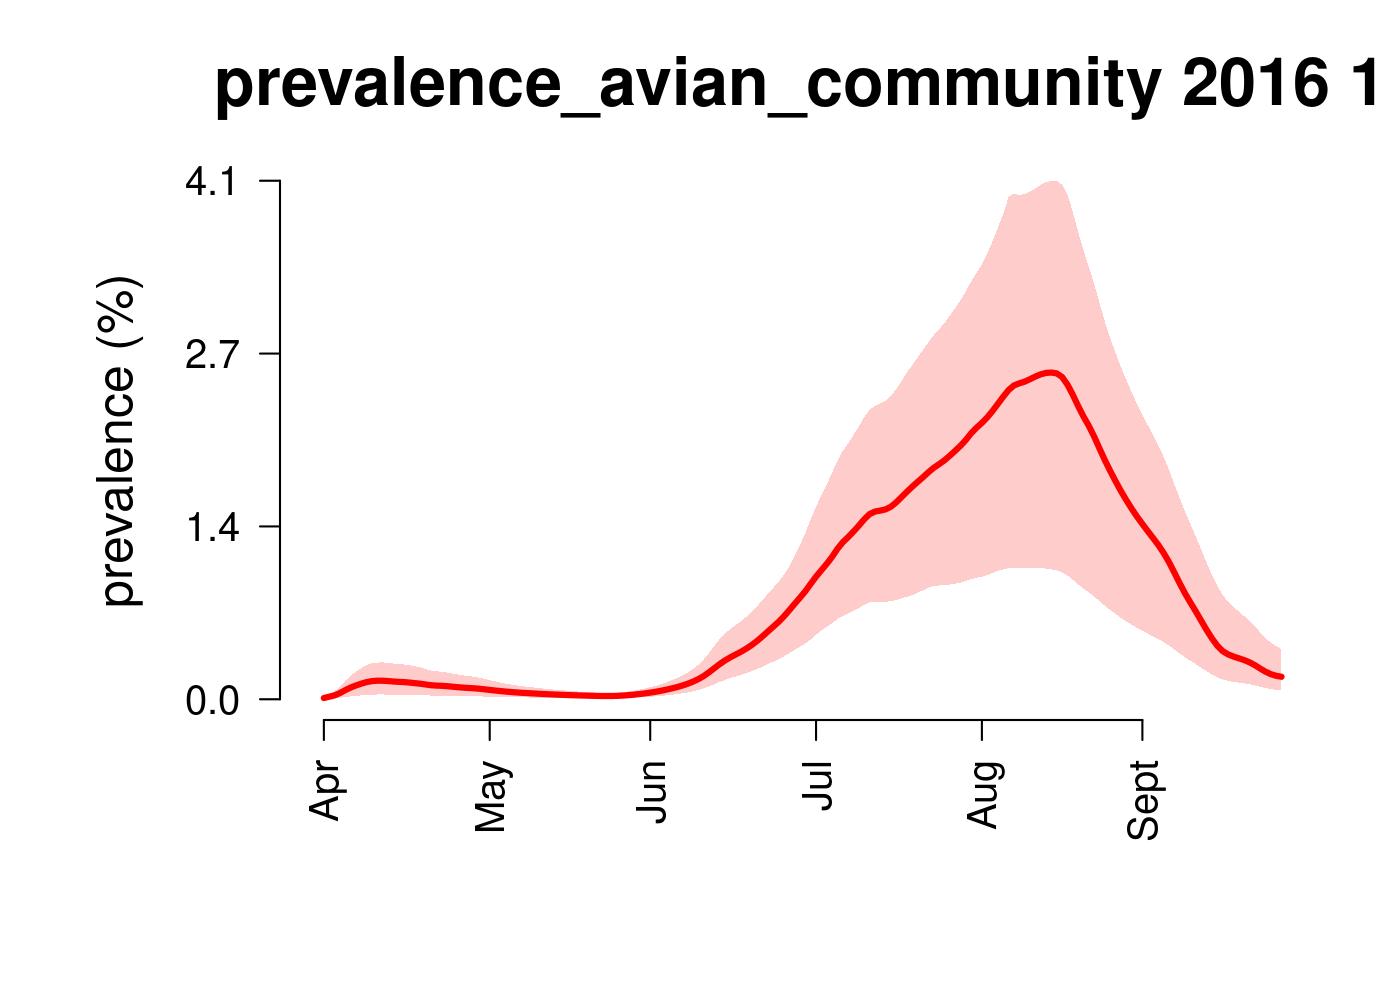 prevalence_avian_community 2016 1
prevalence (%)
4.1
2.7
1.4
0.0
Apr
May
Jun
Jul
Aug
Sept